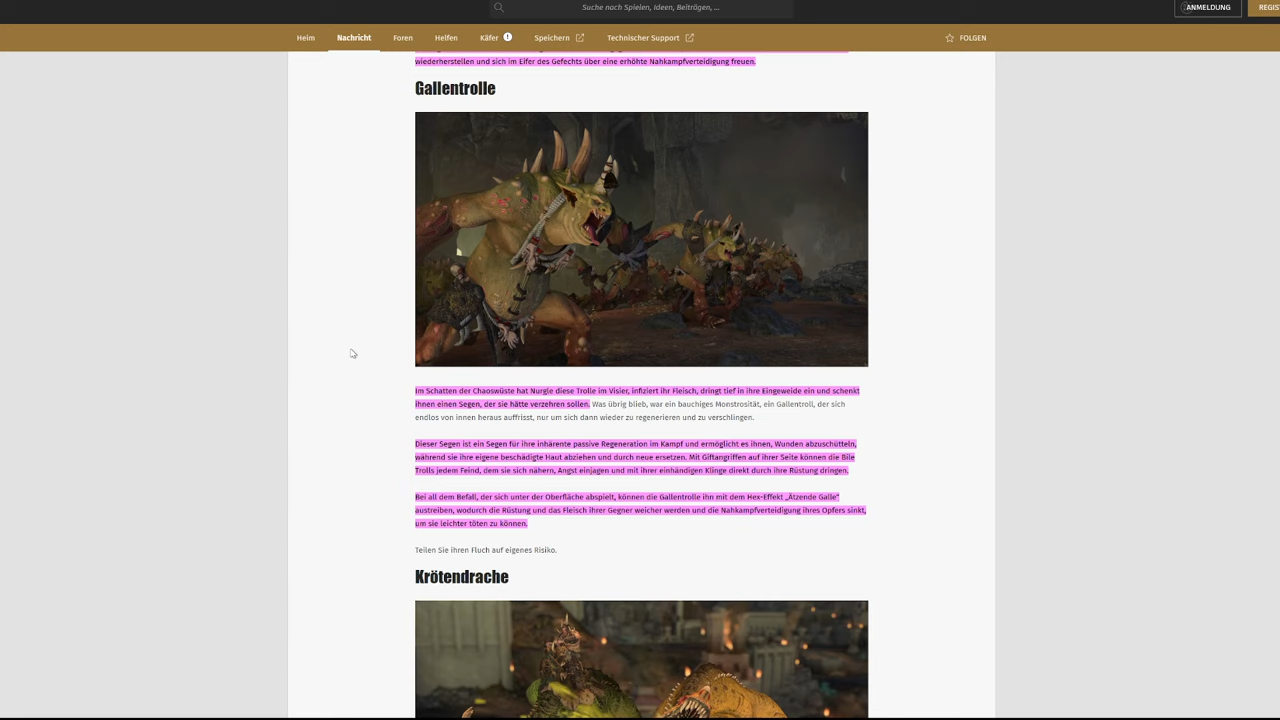 Suche nach Spielen, Ideen, Beiträgen, ...
ANMELDUNG
REGIS
Heim
Nachricht
Foren
Helfen
Käfer
Speichern
Technischer Support
FOLGEN
wiederherstellen und sich im Eifer des Gefechts über eine erhöhte Nahkampfverteidigung freuen.
Gallentrolle
Im Schatten der Chaoswüste hat Nurgle diese Trolle im Visier, infiziert ihr Fleisch, dringt tief in ihre Eingeweide ein und schenkt
ihnen einen Segen, der sie hätte verzehren sollen. Was übrig blieb, war ein bauchiges Monstrosität, ein Gallentroll, der sich
endlos von innen heraus auffrisst, nur um sich dann wieder zu regenerieren und zu verschlingen.
Dieser Segen ist ein Segen für ihre inhärente passive Regeneration im Kampf und ermöglicht es ihnen, Wunden abzuschütteln,
während sie ihre eigene beschädigte Haut abziehen und durch neue ersetzen. Mit Giftangriffen auf ihrer Seite können die Bile
Trolls jedem Feind, dem sie sich nähern, Angst einjagen und mit ihrer einhändigen Klinge direkt durch ihre Rüstung dringen.
Bei all dem Befall, der sich unter der Oberfläche abspielt, können die Gallentrolle ihn mit dem Hex-Effekt „Ätzende Galle“
austreiben, wodurch die Rüstung und das Fleisch ihrer Gegner weicher werden und die Nahkampfverteidigung ihres Opfers sinkt,
um sie leichter töten zu können.
Teilen Sie ihren Fluch auf eigenes Risiko.
Krötendrache